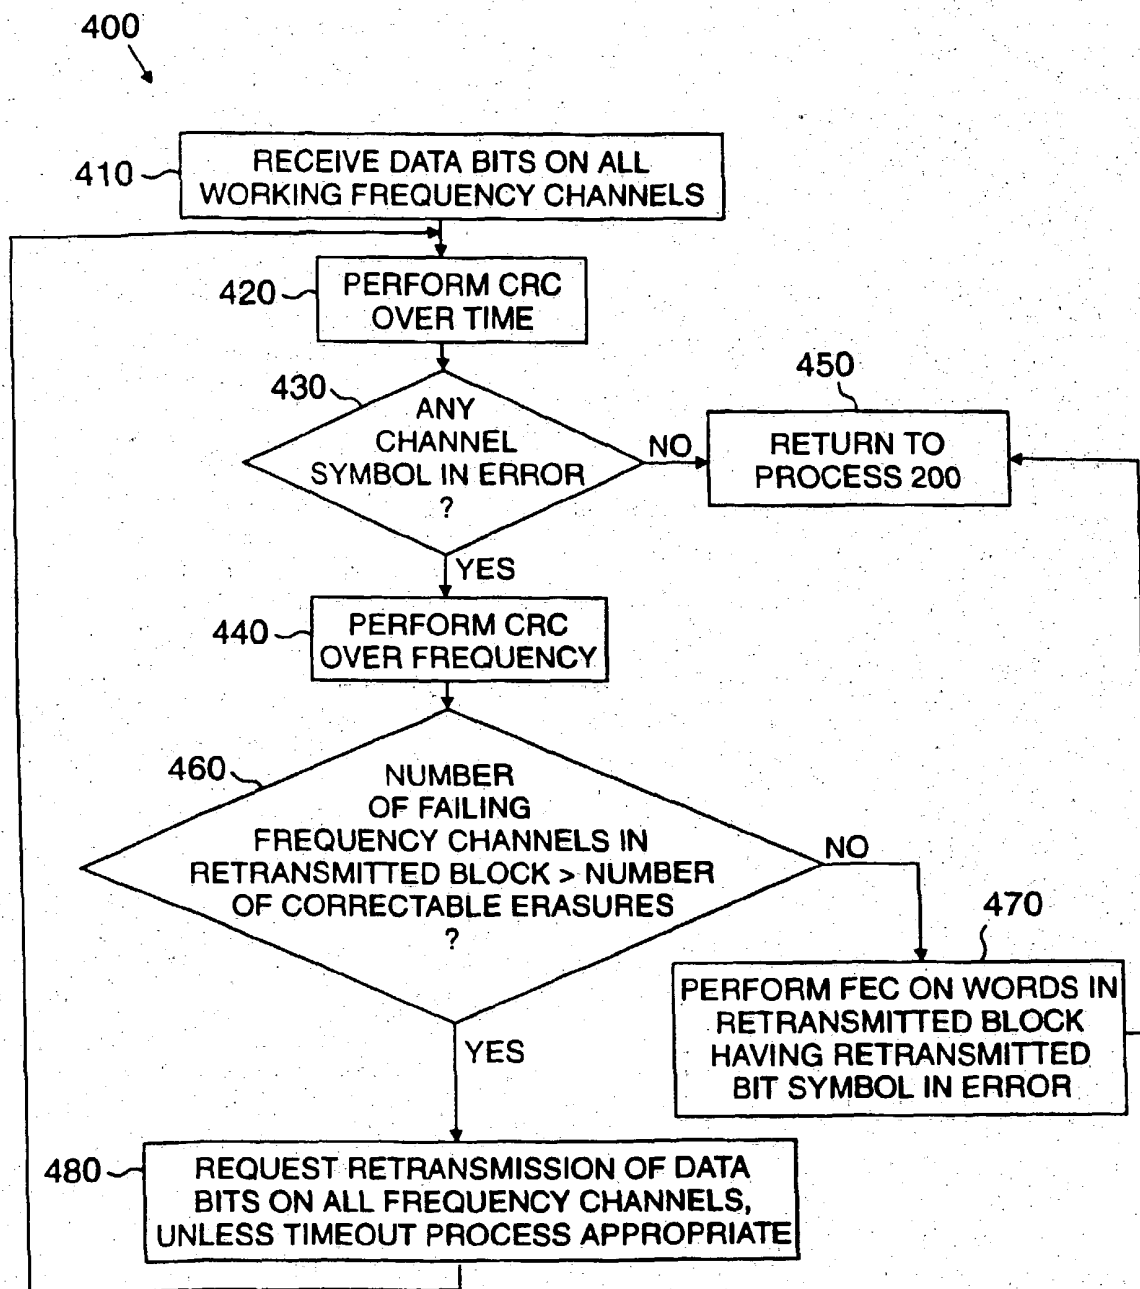 400
410
RECEIVE DATA BITS ON ALL
WORKING FREQUENCY CHANNELS
420
PERFORM CRC
OVER TIME
430
ANY
CHANNEL
SYMBOL IN ERROR
?
NO
450
RETURN TO
PROCESS 200
YES
440
PERFORM CRC
OVER FREQUENCY
460
NUMBER
OF FAILING
FREQUENCY CHANNELS IN
RETRANSMITTED BLOCK > NUMBER
OF CORRECTABLE ERASURES
?
NO
470
PERFORM FEC ON WORDS IN
RETRANSMITTED BLOCK
HAVING RETRANSMITTED
BIT SYMBOL IN ERROR
YES
480
REQUEST RETRANSMISSION OF DATA
BITS ON ALL FREQUENCY CHANNELS,
UNLESS TIMEOUT PROCESS APPROPRIATE